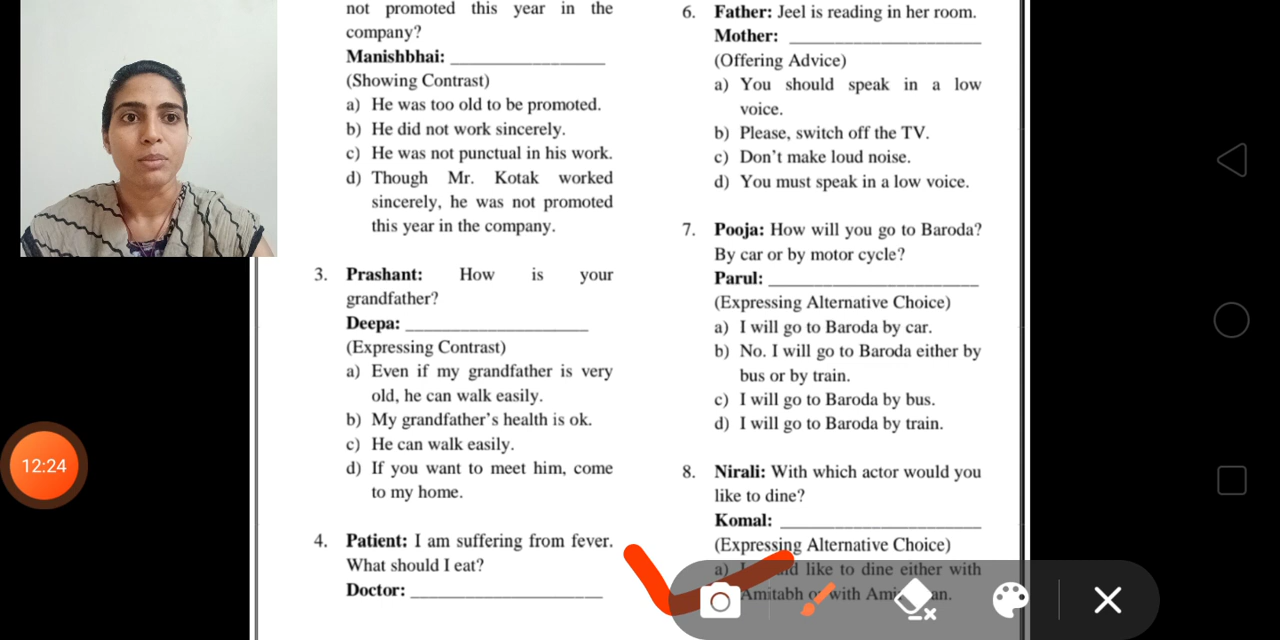 not promoted this year in the
company?
Manishbhai: ________________
(Showing Contrast)
a) He was too old to be promoted.
b) He did not work sincerely.
c) He was not punctual in his work.
d) Though Mr. Kotak worked
sincerely, he was not promoted
this year in the company.
3. Prashant: How is your
grandfather?
Deepa: ___________________
(Expressing Contrast)
a) Even if my grandfather is very
old, he can walk easily.
b) My grandfather's health is ok.
c) He can walk easily.
d) If you want to meet him, come
to my home.
4. Patient: I am suffering from fever.
What should I eat?
Doctor: ____________________
6. Father: Jeel is reading in her room.
Mother: ____________________
(Offering Advice)
a) You should speak in a low
voice.
b) Please, switch off the TV.
c) Don't make loud noise.
d) You must speak in a low voice.
7. Pooja: How will you go to Baroda?
By car or by motor cycle?
Parul: ______________________
(Expressing Alternative Choice)
a) I will go to Baroda by car.
b) No. I will go to Baroda either by
bus or by train.
c) I will go to Baroda by bus.
d) I will go to Baroda by train.
8. Nirali: With which actor would you
like to dine?
Komal: _____________________
(Expressing Alternative Choice)
a) I like to dine either with
Amitabh or with
12:24